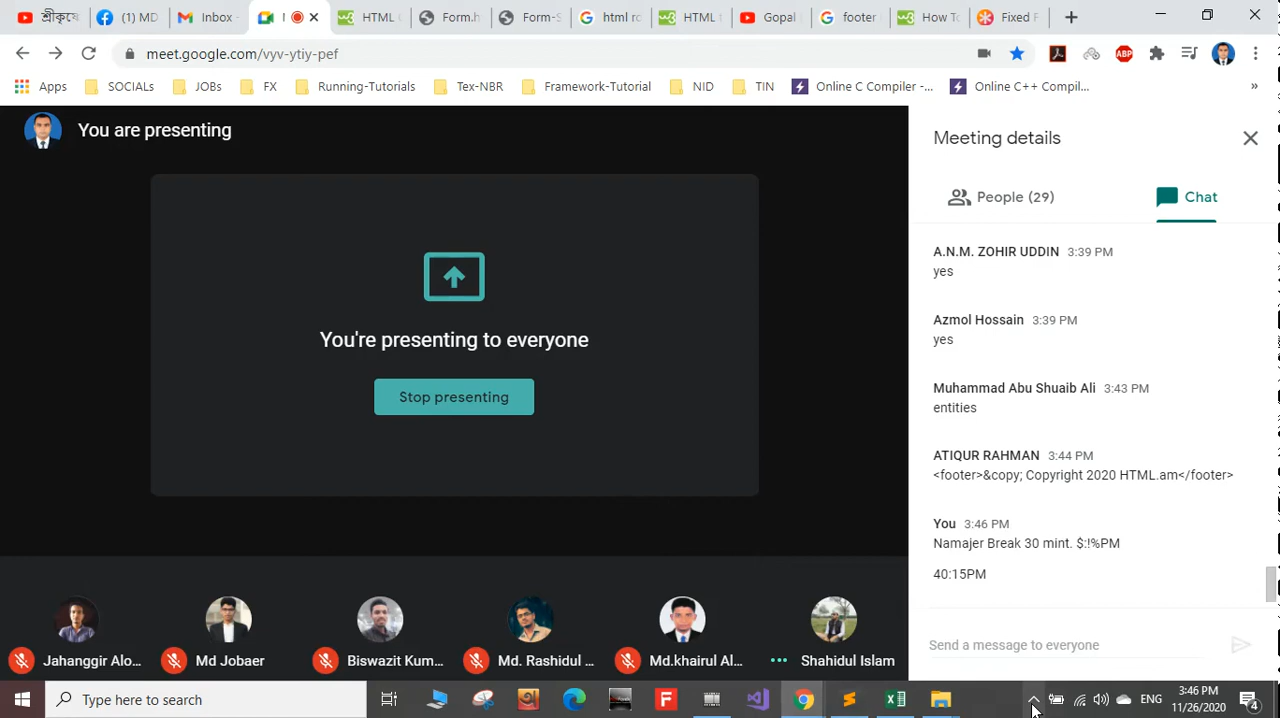 (1) MD
Inbox -
M
HTML
Form.h
Form-S
html ro
HTML
Gopal
footer
How To
Fixed F
meet.google.com/vyv-ytiy-pef
Apps
SOCIALs
JOBs
FX
Running-Tutorials
Tex-NBR
Framework-Tutorial
NID
TIN
Online C Compiler -...
Online C++ Compil...
»
You are presenting
You're presenting to everyone
Stop presenting
Jahanggir Alo...
Md Jobaer
Biswazit Kum...
Md. Rashidul ...
Md.khairul Al...
Shahidul Islam
Meeting details
People (29)
Chat
A.N.M. ZOHIR UDDIN 3:39 PM
yes
Azmol Hossain 3:39 PM
yes
Muhammad Abu Shuaib Ali 3:43 PM
entities
ATIQUR RAHMAN 3:44 PM
<footer>&copy; Copyright 2020 HTML.am</footer>
You 3:46 PM
Namajer Break 30 mint. $:!%PM
40:15PM
Send a message to everyone
Type here to search
ENG
3:46 PM
11/26/2020
4